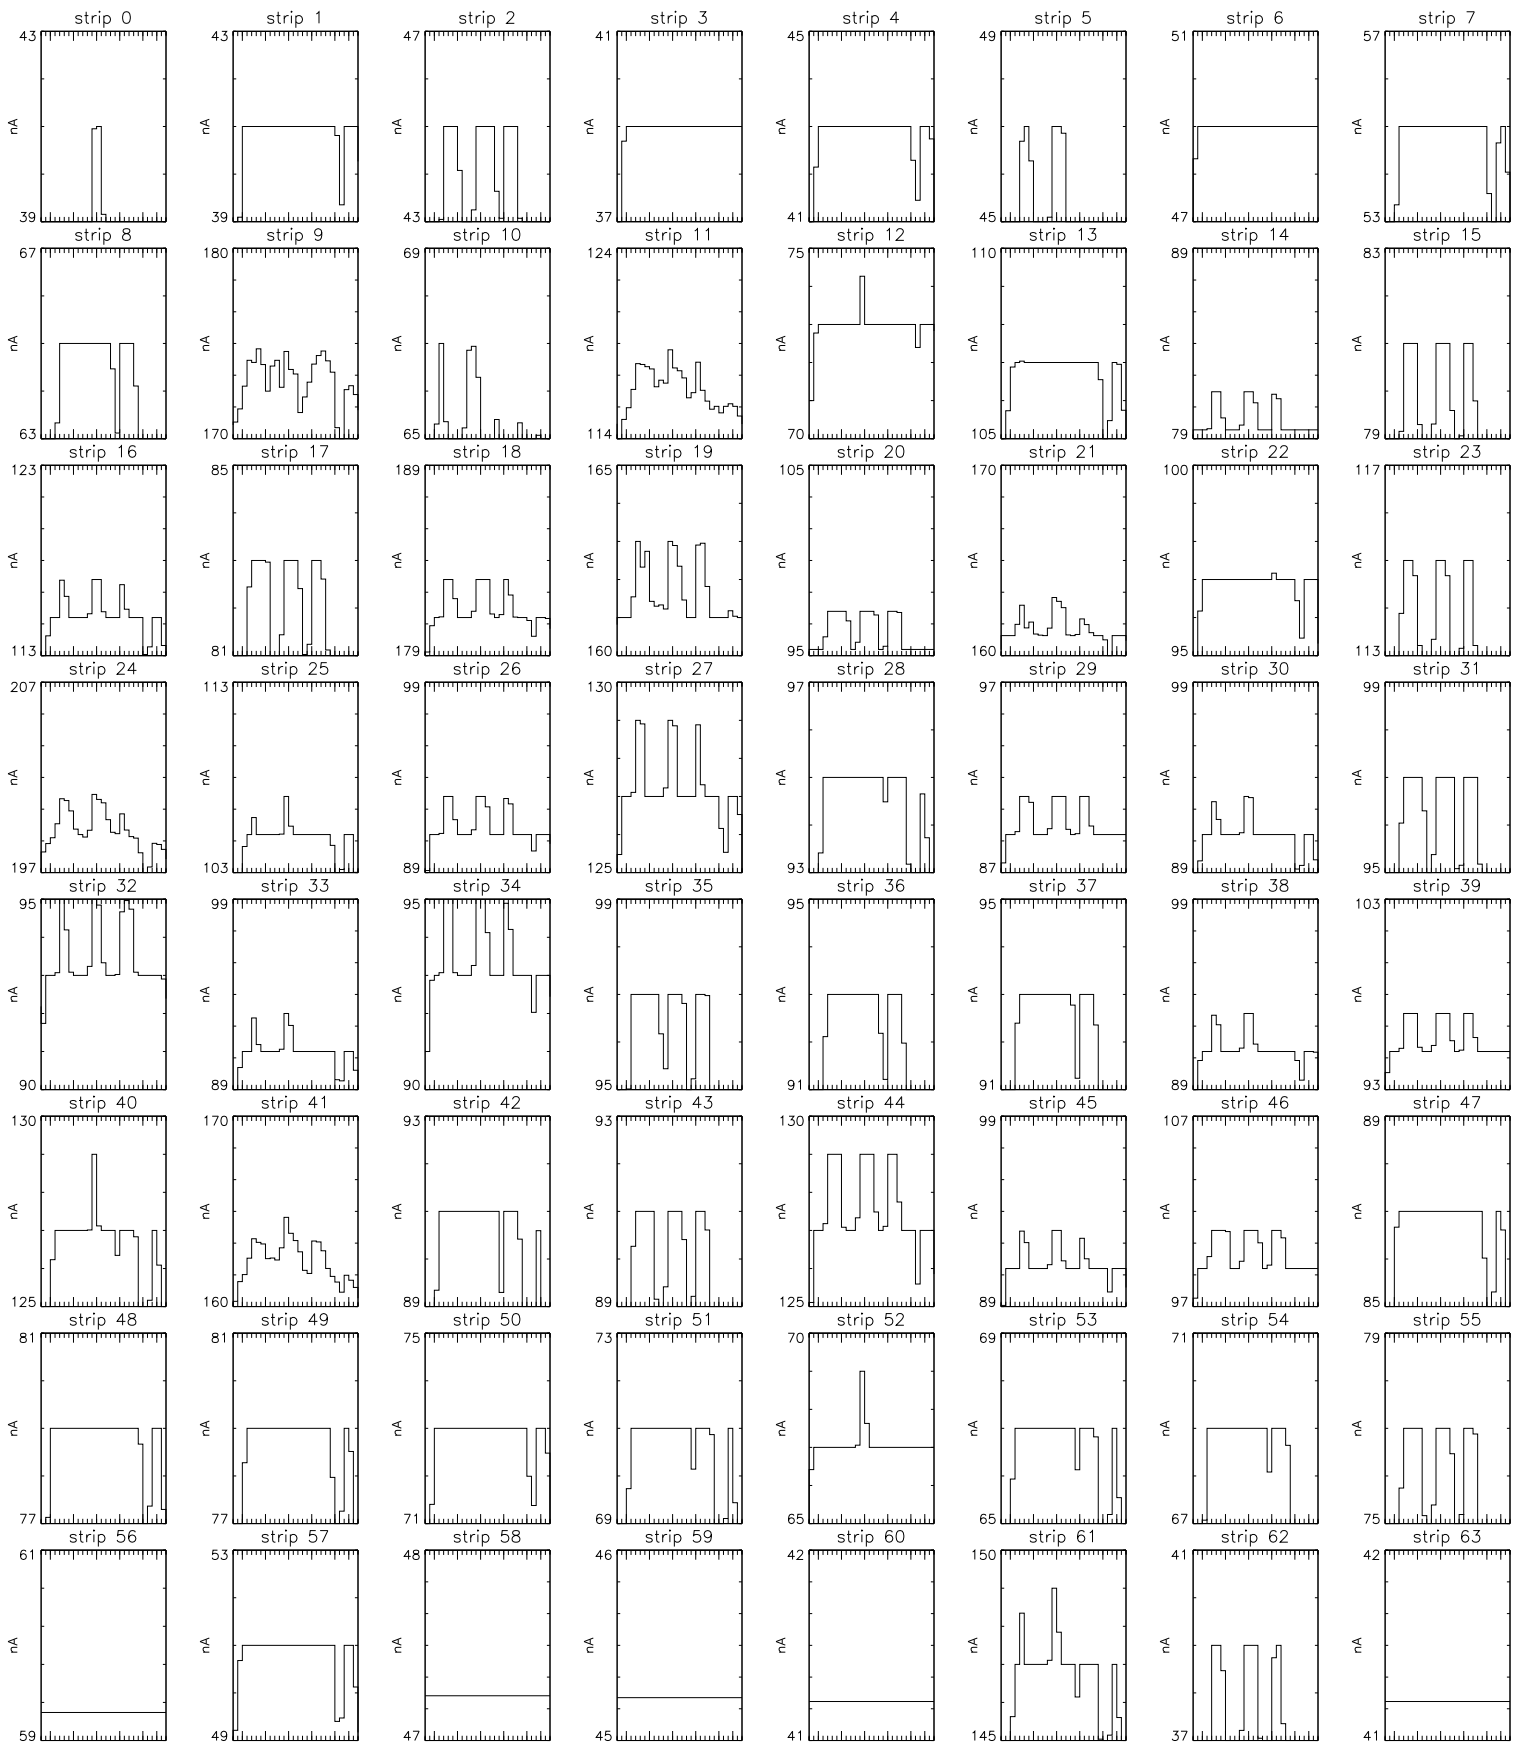 strip 0 strip 1 strip 2 strip 3 strip 4 strip 5 strip 6 strip 7
43 43 47 41 45 49 51 57
nA nA nA nA nA nA nA nA
39 39 43 37 41 45 47 53
strip 8 strip 9 strip 10 strip 11 strip 12 strip 13 strip 14 strip 15
67 180 69 124 75 110 89 83
nA nA nA nA nA nA nA nA
63 170 65 114 70 105 79 79
strip 16 strip 17 strip 18 strip 19 strip 20 strip 21 strip 22 strip 23
123 85 189 165 105 170 100 117
nA nA nA nA nA nA nA nA
113 81 179 160 95 160 95 113
strip 24 strip 25 strip 26 strip 27 strip 28 strip 29 strip 30 strip 31
207 113 99 130 97 97 99 99
nA nA nA nA nA nA nA nA
197 103 89 125 93 87 89 95
strip 32 strip 33 strip 34 strip 35 strip 36 strip 37 strip 38 strip 39
95 99 95 99 95 95 99 103
nA nA nA nA nA nA nA nA
90 89 90 95 91 91 89 93
strip 40 strip 41 strip 42 strip 43 strip 44 strip 45 strip 46 strip 47
130 170 93 93 130 99 107 89
nA nA nA nA nA nA nA nA
125 160 89 89 125 89 97 85
strip 48 strip 49 strip 50 strip 51 strip 52 strip 53 strip 54 strip 55
81 81 75 73 70 69 71 79
nA nA nA nA nA nA nA nA
77 77 71 69 65 65 67 75
strip 56 strip 57 strip 58 strip 59 strip 60 strip 61 strip 62 strip 63
61 53 48 46 42 150 41 42
nA nA nA nA nA nA nA nA
59 49 47 45 41 145 37 41